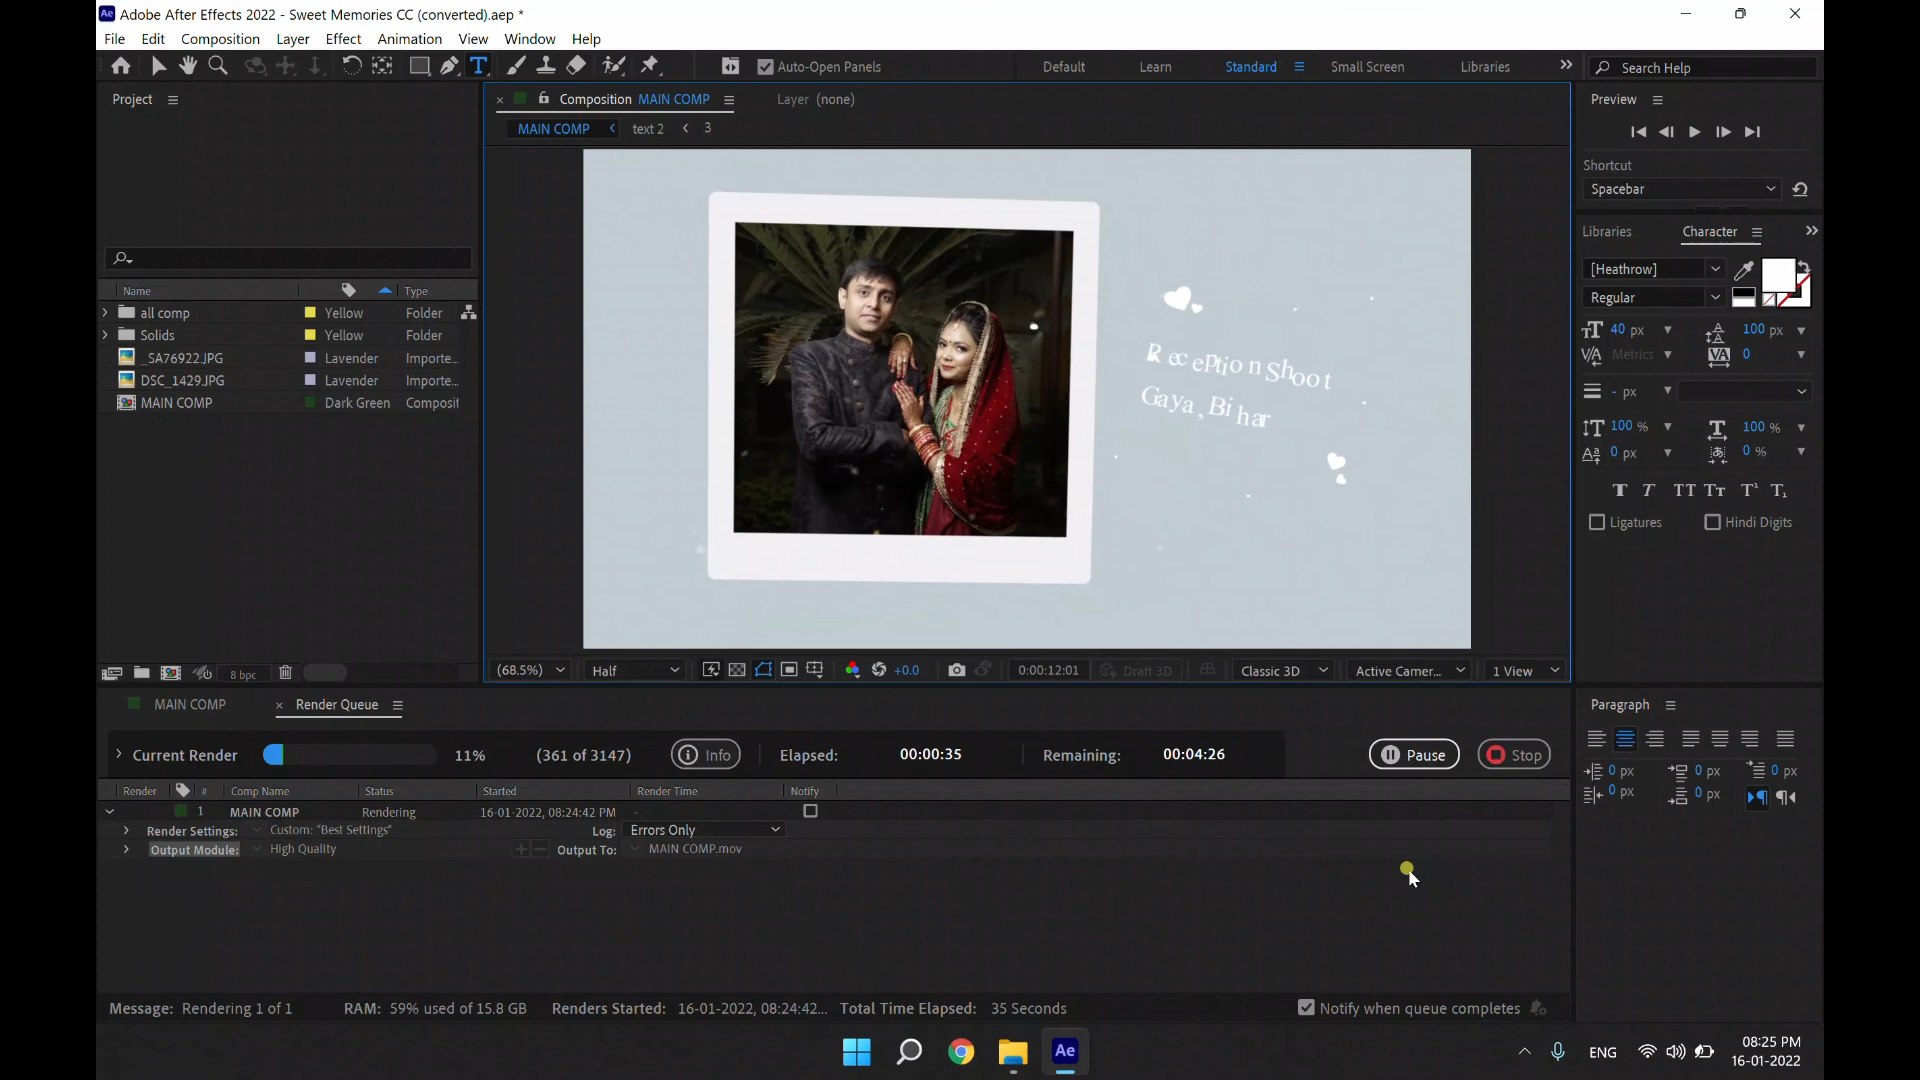 Adobe After Effects 2022 - Sweet Memories CC (converted).aep *
File Edit Composition Layer Effect Animation View Window Help
Auto-Open Panels Default Learn Standard Small Screen Libraries Search Help
Project
Composition MAIN COMP Layer (none)
MAIN COMP text 2 3
Name Type
all comp Yellow Folder
Solids Yellow Folder
_SA76922.JPG Lavender Importe...
DSC_1429.JPG Lavender Importe...
MAIN COMP Dark Green Composit
8 bpc
Reception Shoot
Gaya, Bihar
(68.5%) Half +0.0 0:00:12:01 Draft 3D Classic 3D Active Camer... 1 View
Preview
Shortcut
Spacebar
Libraries Character
[Heathrow]
Regular
40 px 100 px
Metrics 0
- px
100 % 100 %
0 px 0 %
Ligatures Hindi Digits
MAIN COMP Render Queue
Current Render 11% (361 of 3147) Info Elapsed: 00:00:35 Remaining: 00:04:26 Pause Stop
Render # Comp Name Status Started Render Time Notify
1 MAIN COMP Rendering 16-01-2022, 08:24:42 PM -
Render Settings: Custom: "Best Settings" Log: Errors Only
Output Module: High Quality Output To: MAIN COMP.mov
Message: Rendering 1 of 1 RAM: 59% used of 15.8 GB Renders Started: 16-01-2022, 08:24:42... Total Time Elapsed: 35 Seconds Notify when queue completes
Paragraph
0 px 0 px 0 px
0 px 0 px
Ae
ENG
08:25 PM
16-01-2022